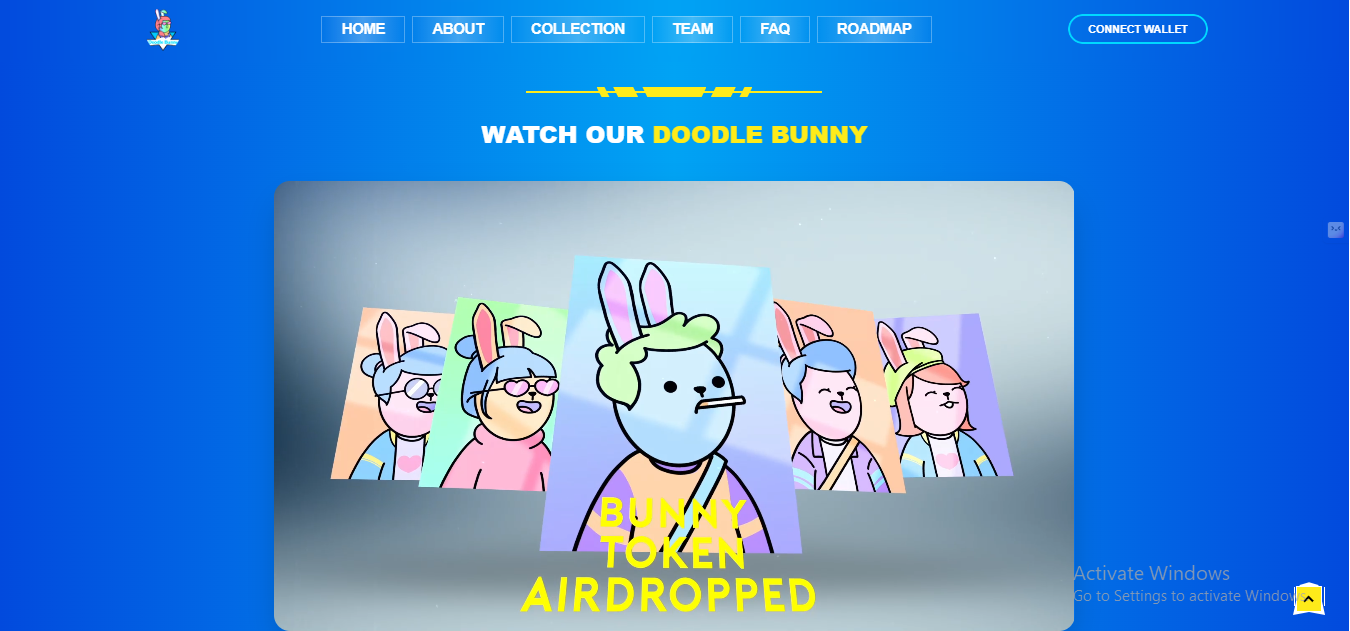 HOME
ABOUT
COLLECTION
TEAM
FAQ
ROADMAP
CONNECT WALLET
WATCH OUR DOODLE BUNNY
BUNNY
TOKEN
AIRDROPPED
Activate Windows
Go to Settings to activate Windows.